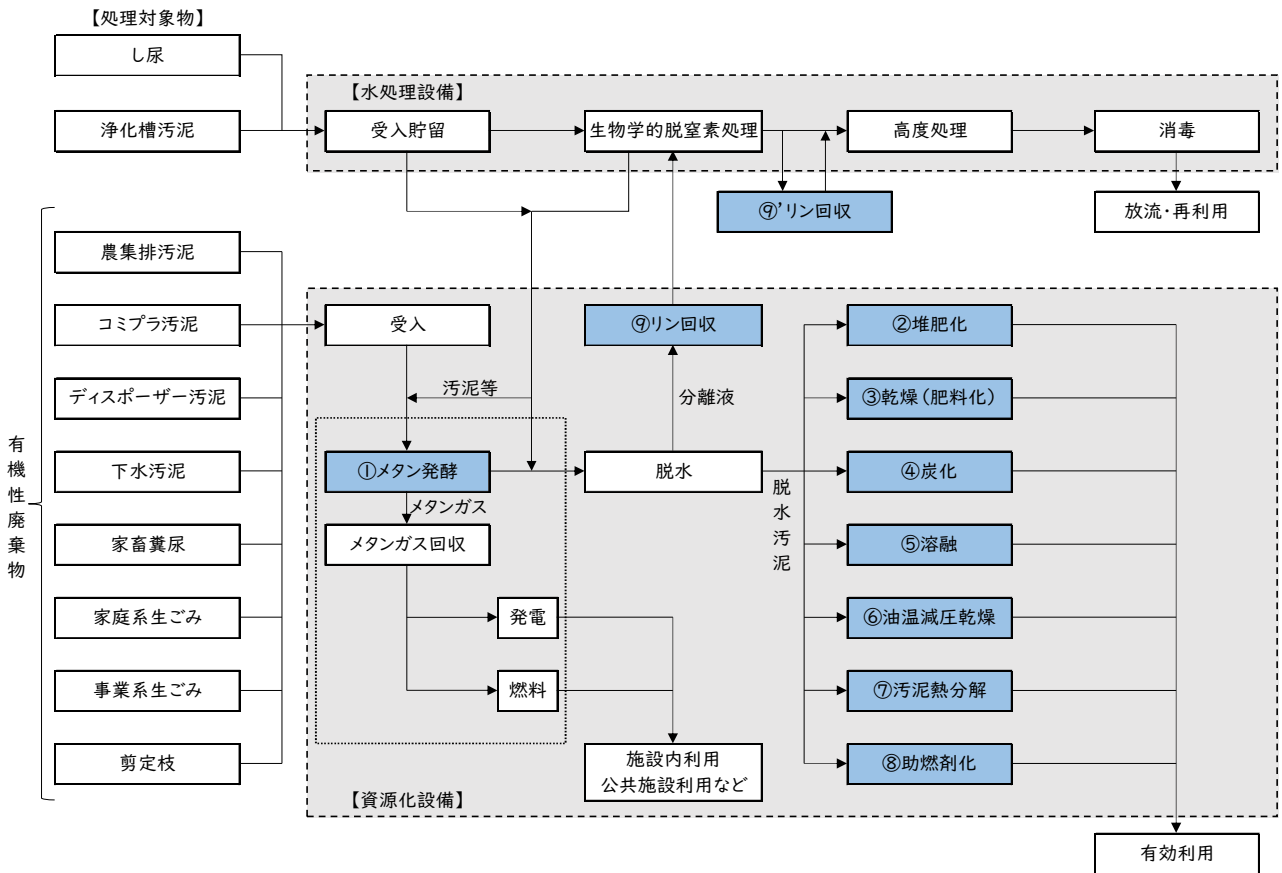 【処理対象物】
し尿
浄化槽汚泥
【水処理設備】
受入貯留
生物学的脱窒素処理
高度処理
消毒
⑨'リン回収
放流・再利用
有機性廃棄物
農集排汚泥
コミプラ汚泥
ディスポーザー汚泥
下水汚泥
家畜糞尿
家庭系生ごみ
事業系生ごみ
剪定枝
受入
汚泥等
①メタン発酵
メタンガス
メタンガス回収
発電
燃料
⑨リン回収
分離液
脱水
施設内利用
公共施設利用など
脱水汚泥
②堆肥化
③乾燥(肥料化)
④炭化
⑤溶融
⑥油温減圧乾燥
⑦汚泥熱分解
⑧助燃剤化
【資源化設備】
有効利用